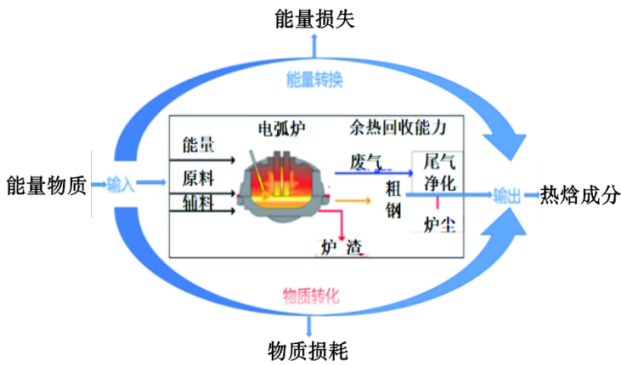 能量损失
能量转换
电弧炉
余热回收能力
能量
废气
尾气
净化
原料
粗
钢
能量物质
输入
输出
热焓成分
辅料
炉尘
炉 渣
物质转化
物质损耗